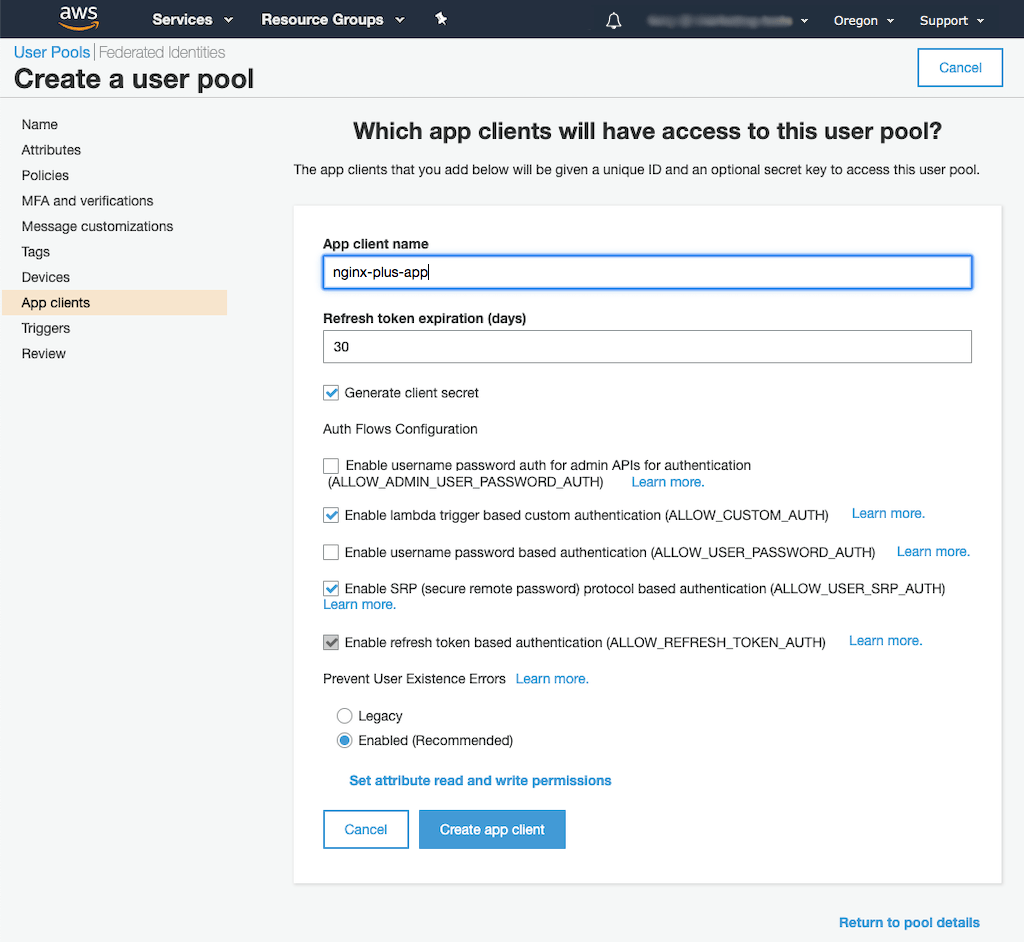 aws Services Resource Groups Oregon Support
User Pools | Federated Identities
Create a user pool
Cancel
Name
Attributes
Policies
MFA and verifications
Message customizations
Tags
Devices
App clients
Triggers
Review
Which app clients will have access to this user pool?
The app clients that you add below will be given a unique ID and an optional secret key to access this user pool.
App client name
nginx-plus-app
Refresh token expiration (days)
30
Generate client secret
Auth Flows Configuration
Enable username password auth for admin APIs for authentication
(ALLOW_ADMIN_USER_PASSWORD_AUTH) Learn more.
Enable lambda trigger based custom authentication (ALLOW_CUSTOM_AUTH) Learn more.
Enable username password based authentication (ALLOW_USER_PASSWORD_AUTH) Learn more.
Enable SRP (secure remote password) protocol based authentication (ALLOW_USER_SRP_AUTH)
Learn more.
Enable refresh token based authentication (ALLOW_REFRESH_TOKEN_AUTH) Learn more.
Prevent User Existence Errors Learn more.
Legacy
Enabled (Recommended)
Set attribute read and write permissions
Cancel Create app client
Return to pool details